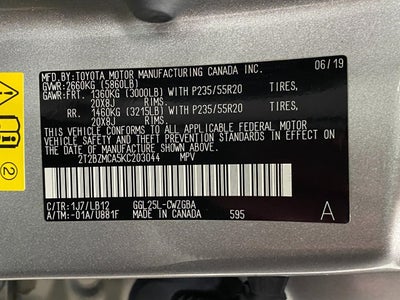 MFD.BY:TOYOTA MOTOR MANUFACTURING CANADA INC. 06/19
GVWR:2660KG (5860LB)
GAWR:FRT. 1360KG (3000LB) WITH P235/55R20 TIRES,
20X8J RIMS.
RR. 1460KG (3215LB) WITH P235/55R20 TIRES,
20X8J RIMS.
THIS VEHICLE CONFORMS TO ALL APPLICABLE FEDERAL MOTOR
VEHICLE SAFETY, BUMPER, AND THEFT PREVENTION STANDARDS IN EFFECT
ON THE DATE OF MANUFACTURE SHOWN ABOVE.
2T2BZMCA5KC203044 MPV
C/TR:1J7/LB12 GGL25L-CWZGBA
A/TM:-01A/U881F MADE IN CANADA 595 A
2